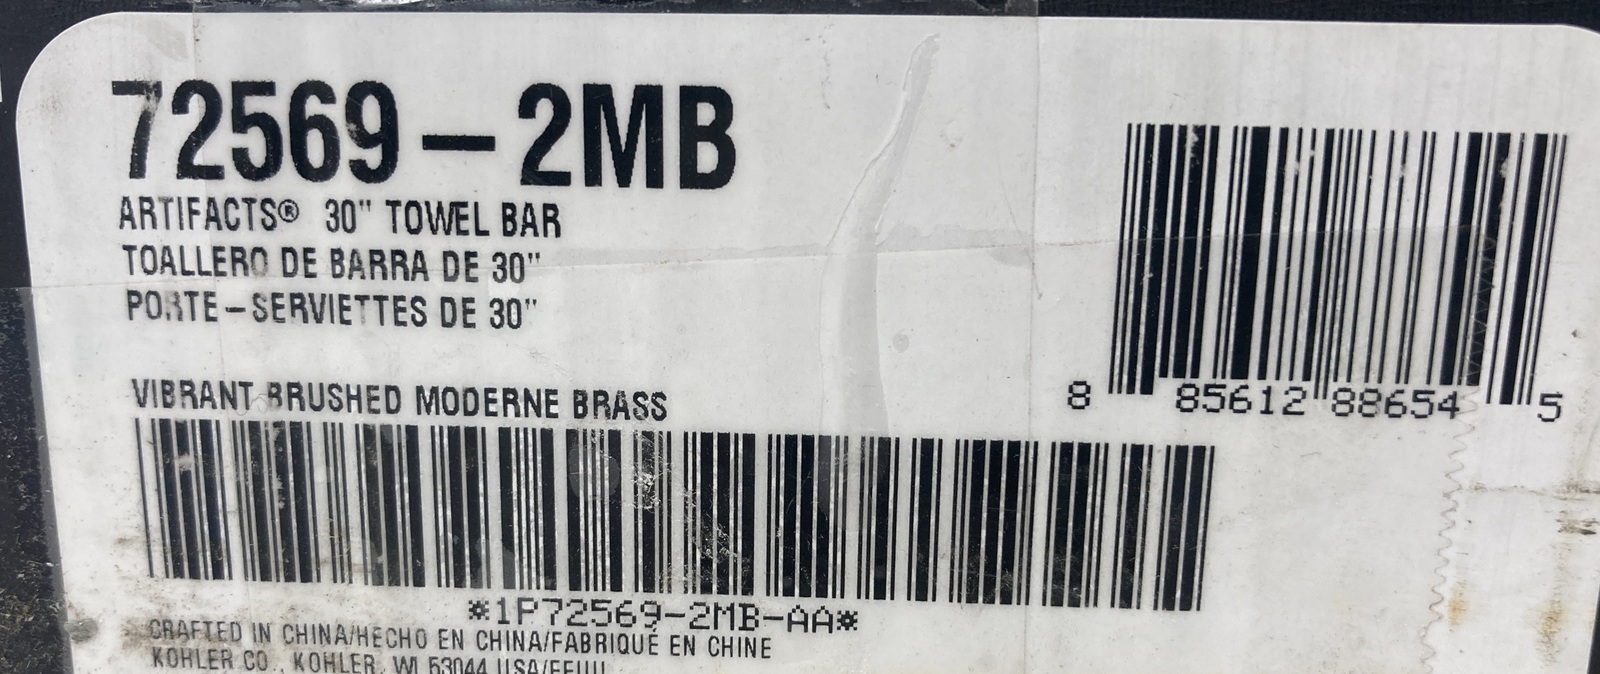 72569-2MB
ARTIFACTS® 30" TOWEL BAR
TOALLERO DE BARRA DE 30"
PORTE-SERVIETTES DE 30"
VIBRANT BRUSHED MODERNE BRASS
8 85612 88654 5
*1P72569-2MB-AA*
CRAFTED IN CHINA/HECHO EN CHINA/FABRIQUÉ EN CHINE
KOHLER CO., KOHLER, WI 53044 USA/EEUU